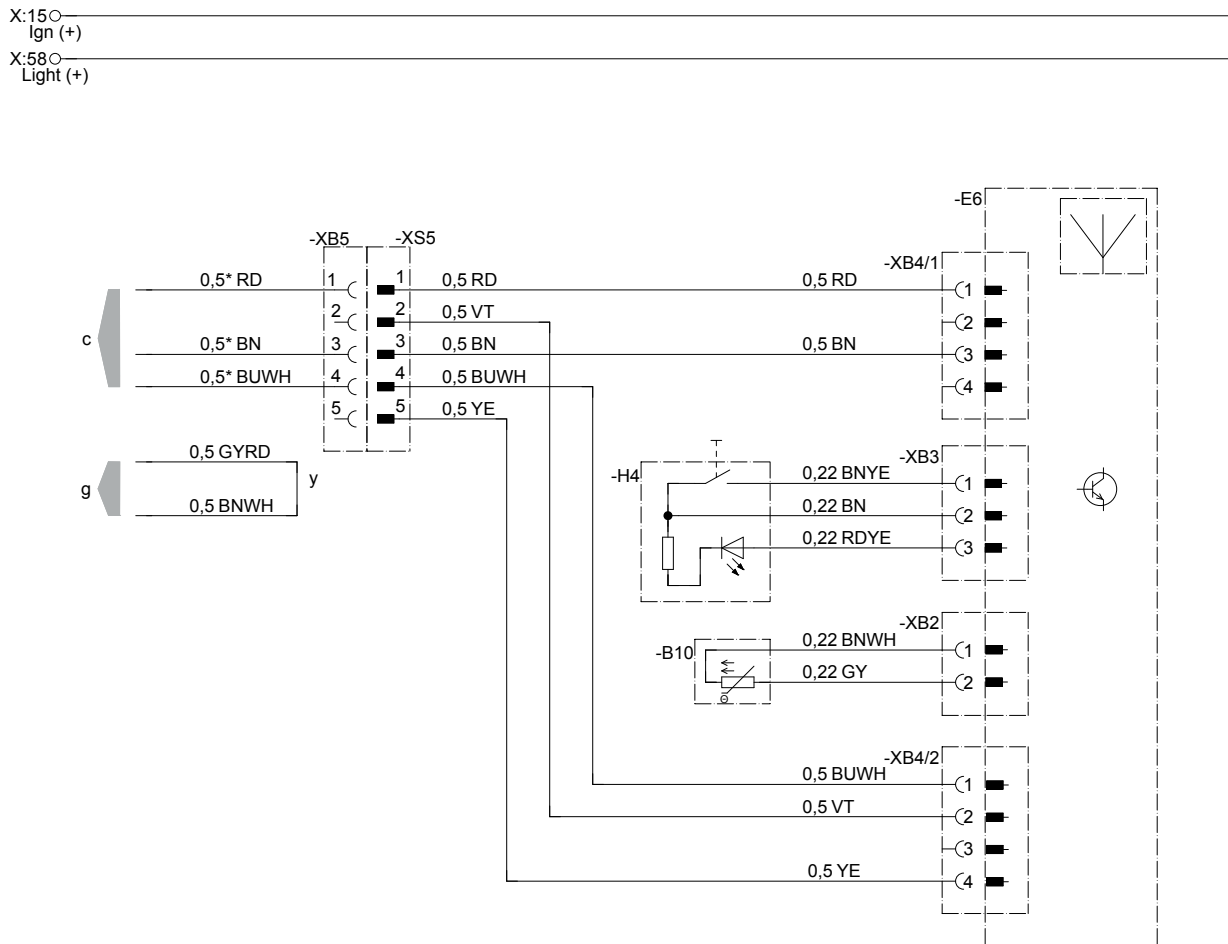 X:15
Ign (+)
X:58
Light (+)
-E6
-XB5 -XS5
-XB4/1
0,5* RD 1 1 0,5 RD 0,5 RD 1
2 2 0,5 VT 2
c 0,5* BN 3 3 0,5 BN 0,5 BN 3
0,5* BUWH 4 4 0,5 BUWH 4
5 5 0,5 YE
g 0,5 GYRD y
0,5 BNWH
-XB3
-H4 0,22 BNYE 1
0,22 BN 2
0,22 RDYE 3
-XB2
-B10 0,22 BNWH 1
0,22 GY 2
Θ
-XB4/2
0,5 BUWH 1
0,5 VT 2
3
0,5 YE 4